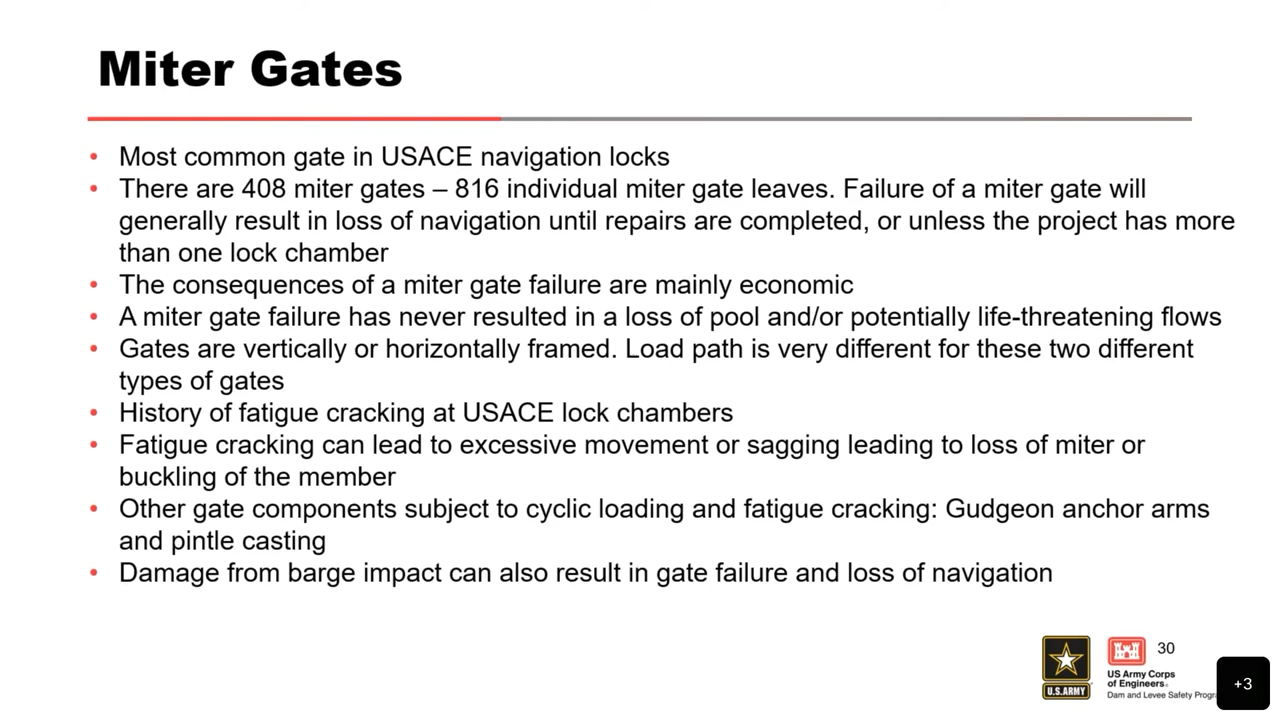 Miter Gates
• Most common gate in USACE navigation locks
• There are 408 miter gates – 816 individual miter gate leaves. Failure of a miter gate will
generally result in loss of navigation until repairs are completed, or unless the project has more
than one lock chamber
• The consequences of a miter gate failure are mainly economic
• A miter gate failure has never resulted in a loss of pool and/or potentially life-threatening flows
• Gates are vertically or horizontally framed. Load path is very different for these two different
types of gates
• History of fatigue cracking at USACE lock chambers
• Fatigue cracking can lead to excessive movement or sagging leading to loss of miter or
buckling of the member
• Other gate components subject to cyclic loading and fatigue cracking: Gudgeon anchor arms
and pintle casting
• Damage from barge impact can also result in gate failure and loss of navigation
30
U.S.ARMY
US Army Corps
of Engineers®
Dam and Levee Safety
+3